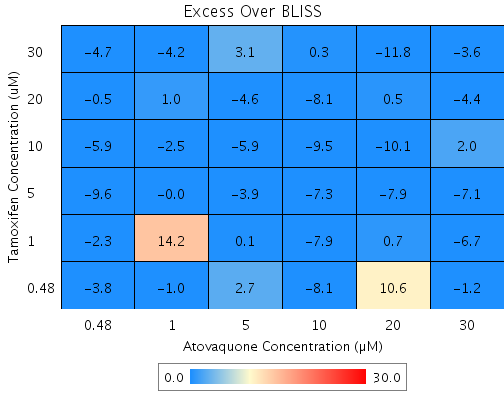 Excess Over BLISS
Tamoxifen Concentration (uM)
30 −4.7 −4.2 3.1 0.3 −11.8 −3.6
20 −0.5 1.0 −4.6 −8.1 0.5 −4.4
10 −5.9 −2.5 −5.9 −9.5 −10.1 2.0
5 −9.6 −0.0 −3.9 −7.3 −7.9 −7.1
1 −2.3 14.2 0.1 −7.9 0.7 −6.7
0.48 −3.8 −1.0 2.7 −8.1 10.6 −1.2
0.48 1 5 10 20 30
Atovaquone Concentration (μM)
0.0 30.0